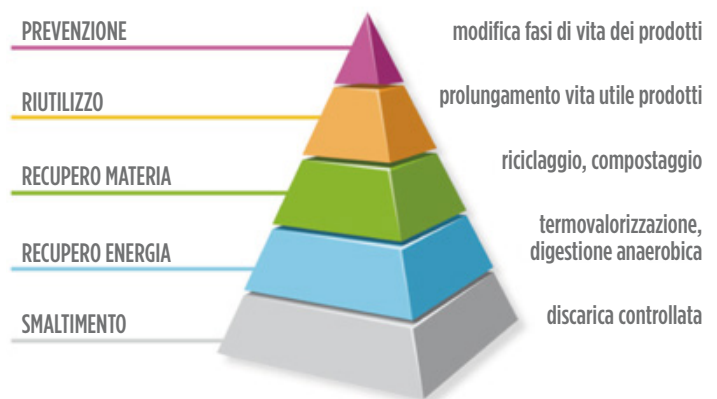 PREVENZIONE
modifica fasi di vita dei prodotti
RIUTILIZZO
prolungamento vita utile prodotti
RECUPERO MATERIA
riciclaggio, compostaggio
RECUPERO ENERGIA
termovalorizzazione,
digestione anaerobica
SMALTIMENTO
discarica controllata